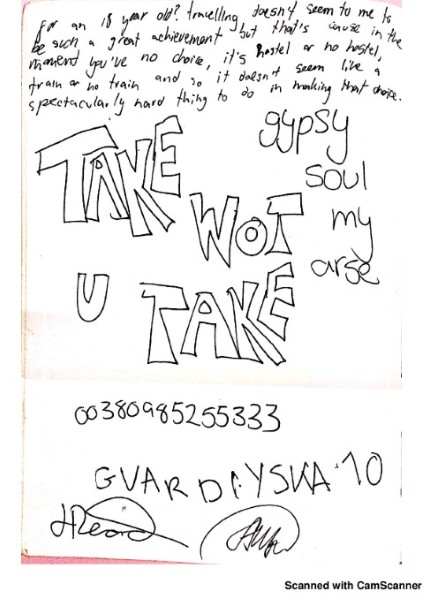 for an 18 year old? travelling doesn't seem to me to
be such a great achievement but that's cause in the
moment you've no choice, it's hostel or no hostel,
train or no train and so it doesn't seem like a
spectacularly hard thing to do in making that choice.
TAKE
WOT
U TAKE
gypsy
soul
my
arse
00380985255333
GVARDIYSKA 10
Scanned with CamScanner